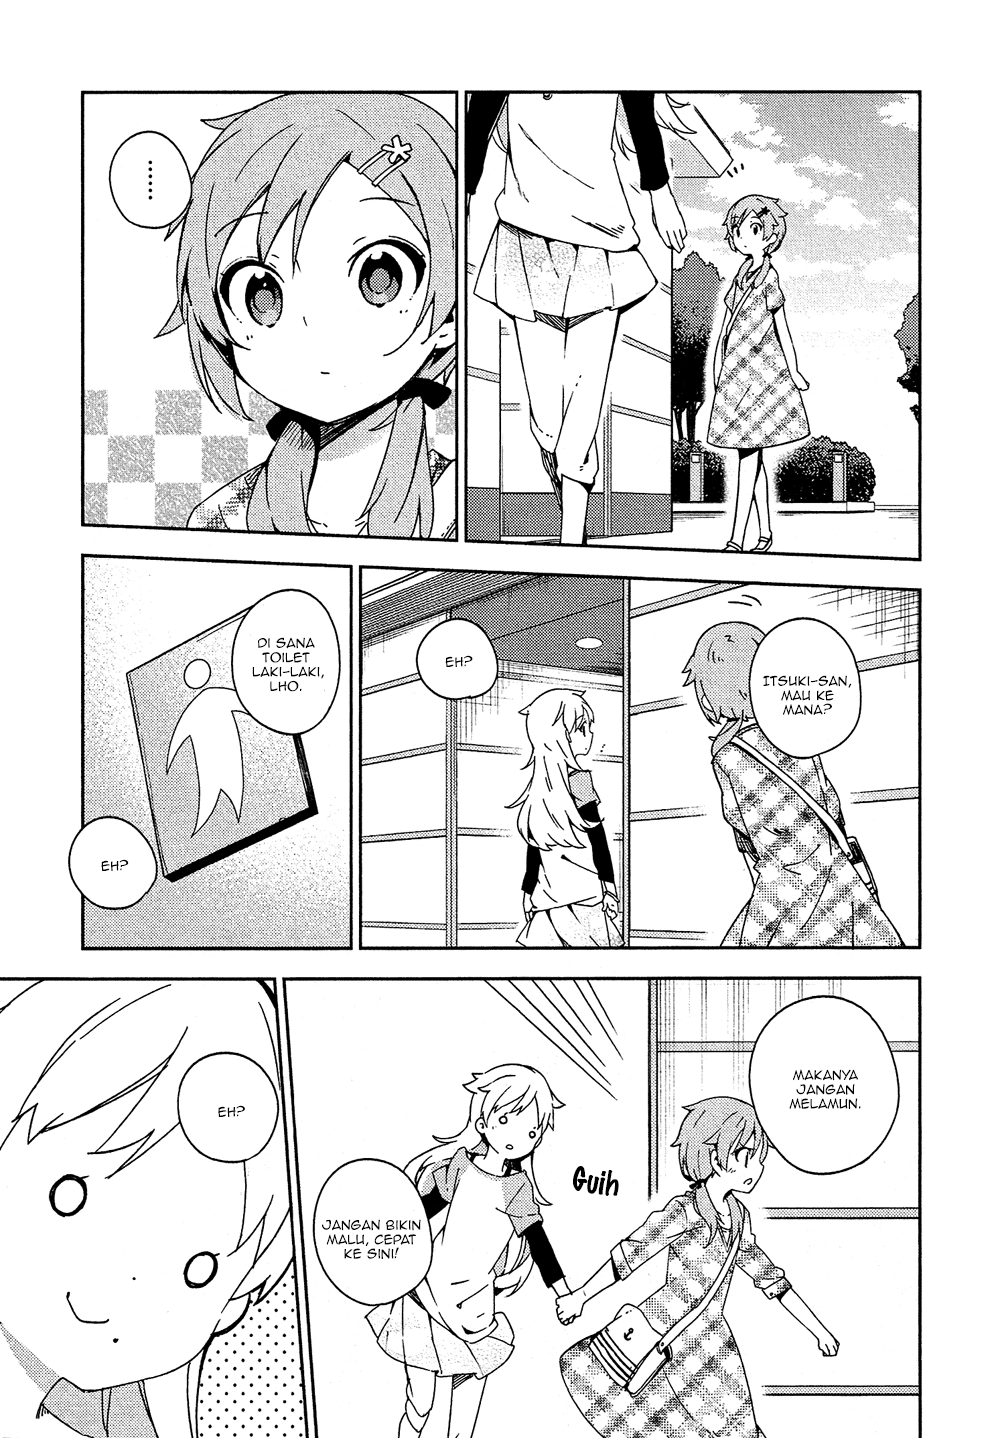 ......
ITSUKI-SAN,
MAU KE
MANA?
EH?
DI SANA
TOILET
LAKI-LAKI,
LHO.
EH?
MAKANYA
JANGAN
MELAMUN.
Guih
JANGAN BIKIN
MALU, CEPAT
KE SINI!
EH?